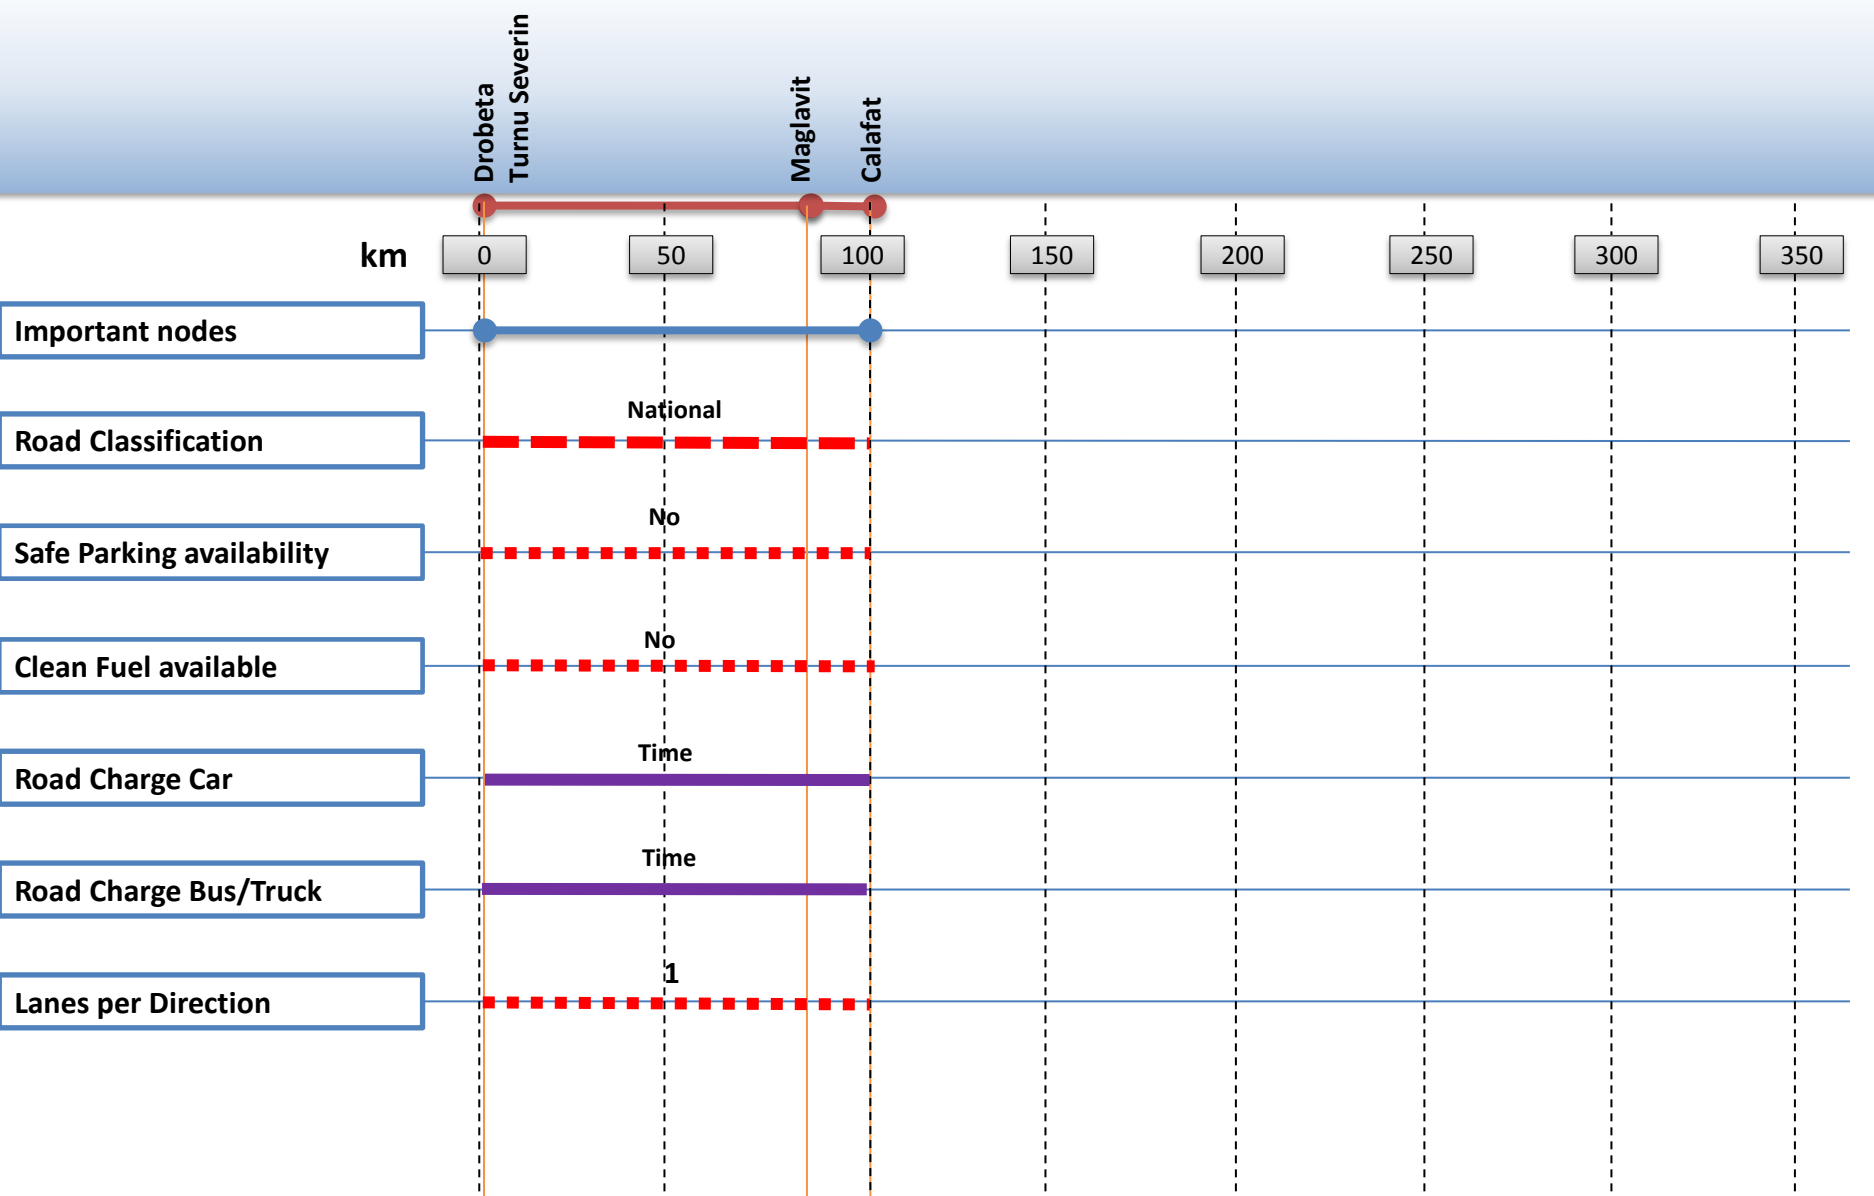 Drobeta
Turnu Severin
Maglavit
Calafat
km
0
50
100
150
200
250
300
350
Important nodes
National
Road Classification
No
Safe Parking availability
No
Clean Fuel available
Time
Road Charge Car
Time
Road Charge Bus/Truck
1
Lanes per Direction